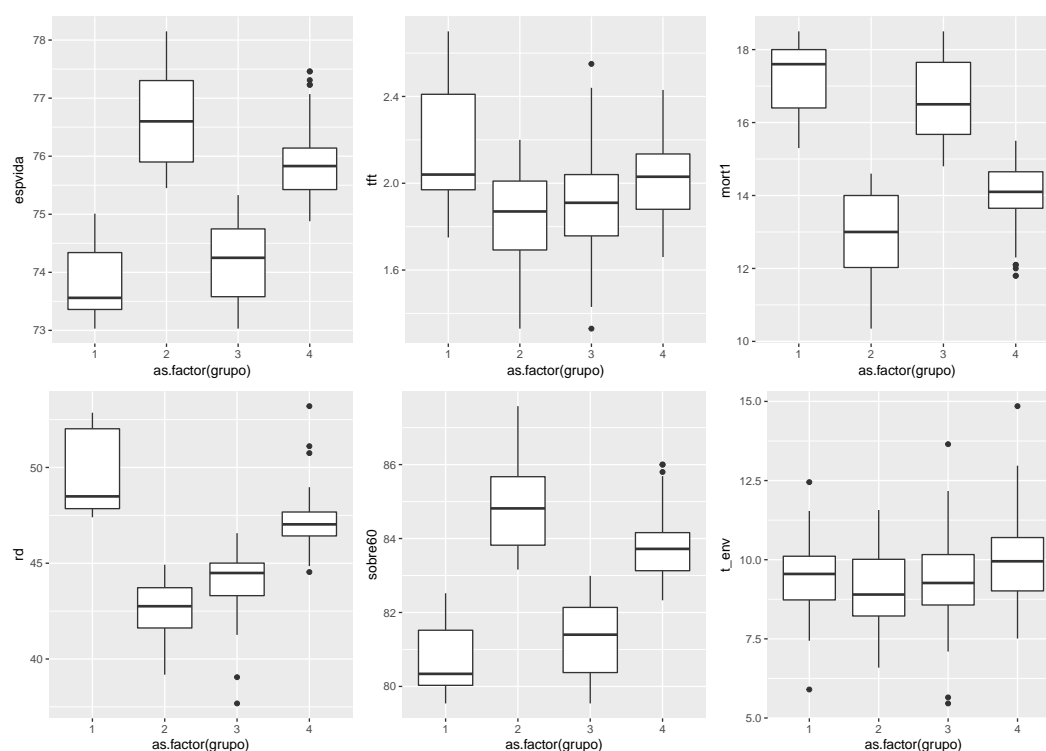 78
77
76
75
74
73
espvida
1 2 3 4
as.factor(grupo)
2.4
2.0
1.6
tft
1 2 3 4
as.factor(grupo)
18
16
14
12
10
mort1
1 2 3 4
as.factor(grupo)
50
45
40
rd
1 2 3 4
as.factor(grupo)
86
84
82
80
sobre60
1 2 3 4
as.factor(grupo)
15.0
12.5
10.0
7.5
5.0
t_env
1 2 3 4
as.factor(grupo)